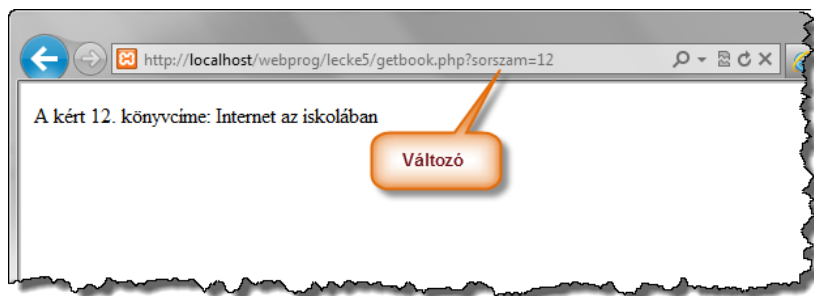 http://localhost/webprog/lecke5/getbook.php?sorszam=12
A kért 12. könyvcíme: Internet az iskolában
Változó